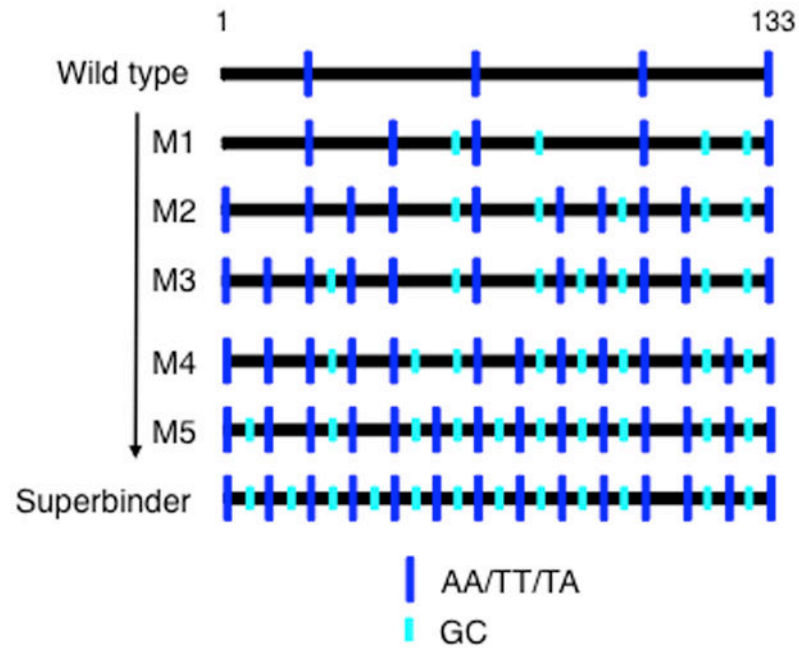 1 133
Wild type
M1
M2
M3
M4
M5
Superbinder
AA/TT/TA
GC